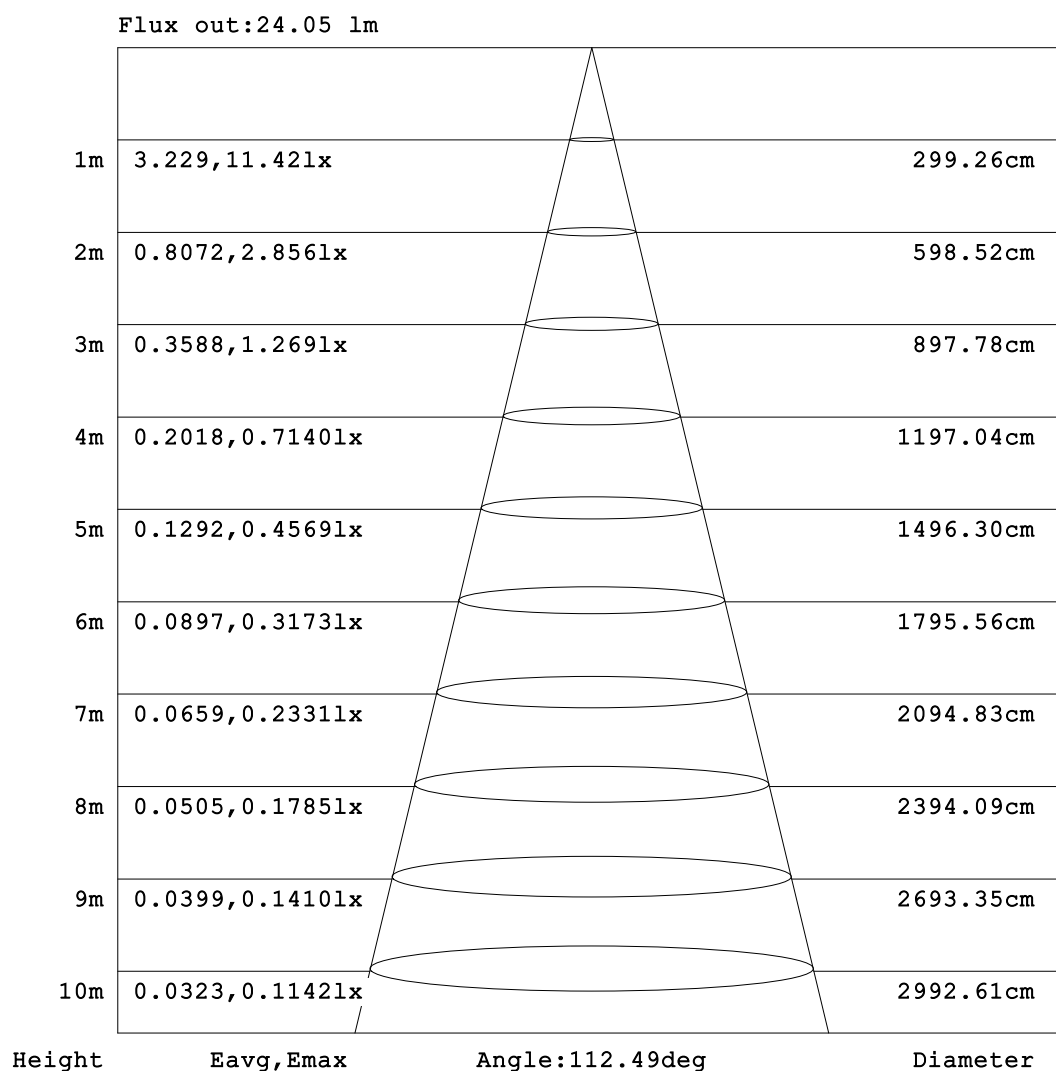 Flux out:24.05 lm
1m 3.229,11.42lx 299.26cm
2m 0.8072,2.856lx 598.52cm
3m 0.3588,1.269lx 897.78cm
4m 0.2018,0.7140lx 1197.04cm
5m 0.1292,0.4569lx 1496.30cm
6m 0.0897,0.3173lx 1795.56cm
7m 0.0659,0.2331lx 2094.83cm
8m 0.0505,0.1785lx 2394.09cm
9m 0.0399,0.1410lx 2693.35cm
10m 0.0323,0.1142lx 2992.61cm
Height Eavg,Emax Angle:112.49deg Diameter